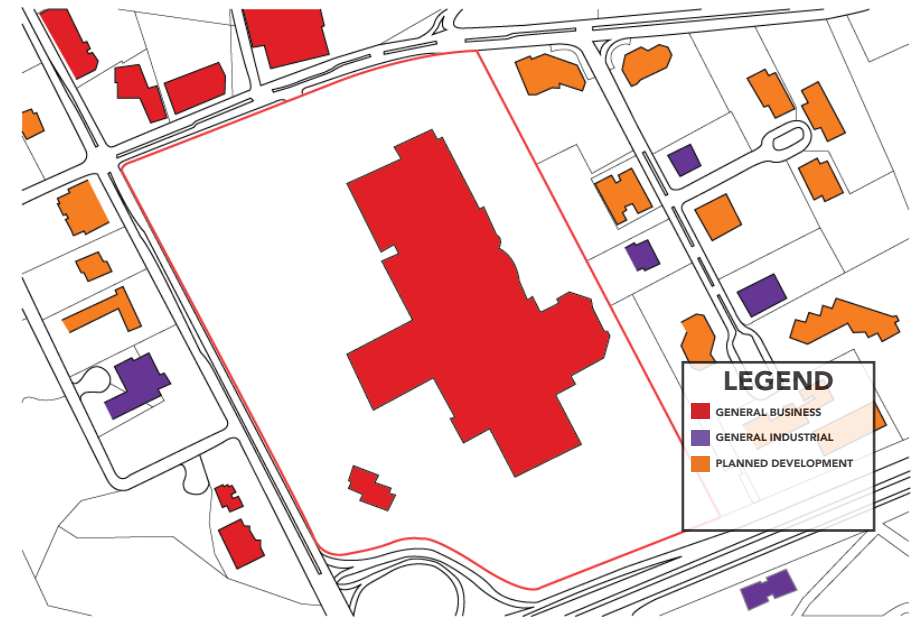 LEGEND
GENERAL BUSINESS
GENERAL INDUSTRIAL
PLANNED DEVELOPMENT